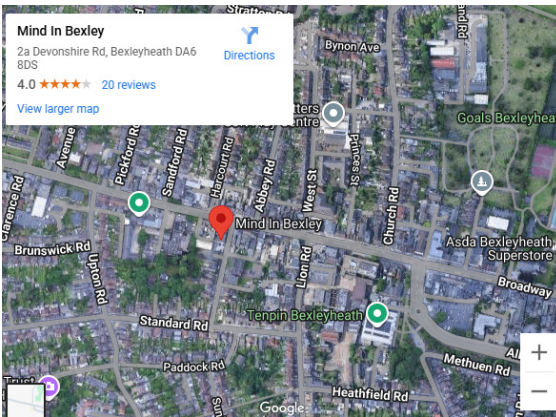 Mind In Bexley
2a Devonshire Rd, Bexleyheath DA6
8DS
4.0
20 reviews
View larger map
Directions
Bynon Ave
Centre
Goals Bexleyhea
Avenue
Pickford Rd
Sandford Rd
Harcourt Rd
Abbey Rd
West St
Princes St
Church Rd
Clarence Rd
Mind In Bexley
Asda Bexleyheath
Superstore
Brunswick Rd
Upton Rd
Lion Rd
Broadway
Standard Rd
Tenpin Bexleyheath
Paddock Rd
Methuen Rd
Trust
Heathfield Rd
Google